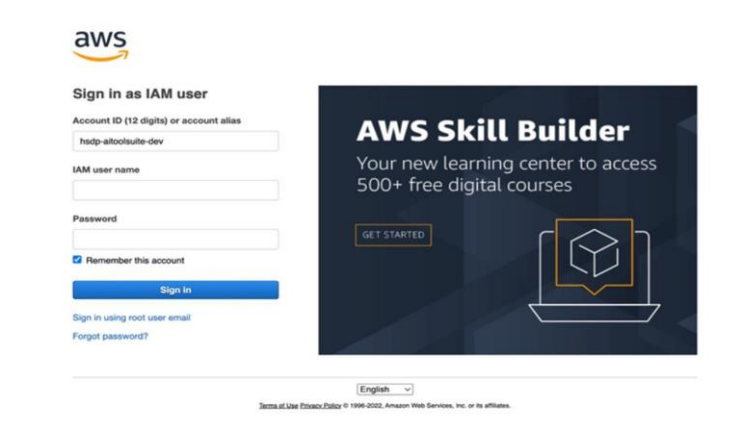 aws
Sign in as IAM user
Account ID (12 digits) or account alias
hsdp-aitoolsuite-dev
IAM user name
Password
Remember this account
Sign in
Sign in using root user email
Forgot password?
AWS Skill Builder
Your new learning center to access
500+ free digital courses
GET STARTED
English
Terms of Use Privacy Policy © 1996-2022, Amazon Web Services, Inc. or its affiliates.